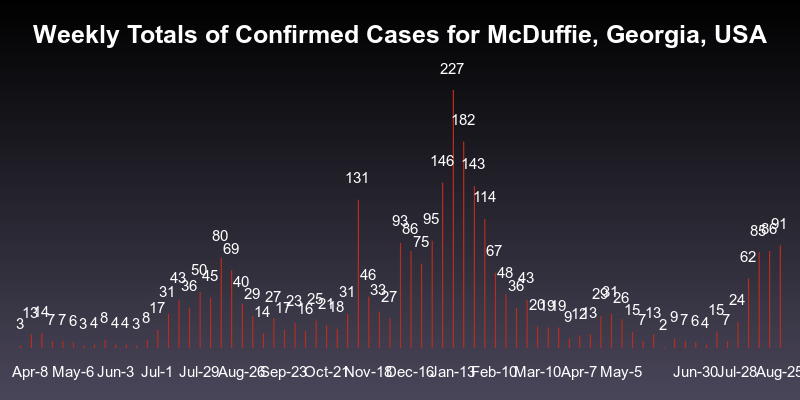 Weekly Totals of Confirmed Cases for McDuffie, Georgia, USA
3 13 14 7 7 6 3 4 8 4 4 3 8 17 31 43 36 50 45 80 69 40 29 14 27 17 23 16 25 21 18 31 131 46 33 27 93 86 75 95 146 227 182 143 114 67 48 36 43 20 19 19 9 12 13 29 31 26 15 7 13 2 9 7 6 4 15 7 24 62 85 86 91
Apr-8 May-6 Jun-3 Jul-1 Jul-29 Aug-26 Sep-23 Oct-21 Nov-18 Dec-16 Jan-13 Feb-10 Mar-10 Apr-7 May-5 Jun-30 Jul-28 Aug-25